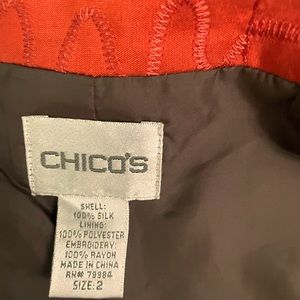 CHICO'S
SHELL:
100% SILK
LINING:
100% POLYESTER
EMBROIDERY:
100% RAYON
MADE IN CHINA
RN# 79984
SIZE: 2